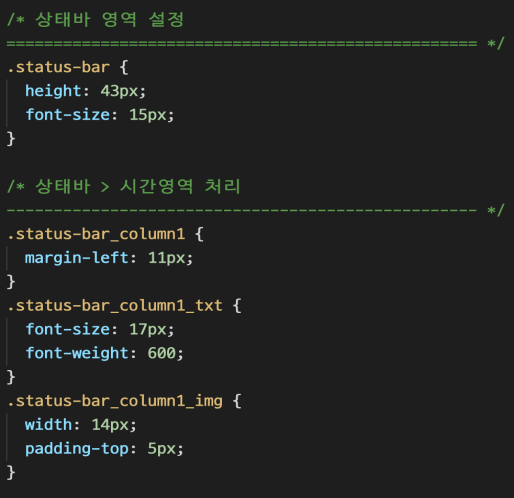 /* 상태바 영역 설정
================================================== */
.status-bar {
height: 43px;
font-size: 15px;
}
/* 상태바 > 시간영역 처리
-------------------------------------------------- */
.status-bar_column1 {
margin-left: 11px;
}
.status-bar_column1_txt {
font-size: 17px;
font-weight: 600;
}
.status-bar_column1_img {
width: 14px;
padding-top: 5px;
}